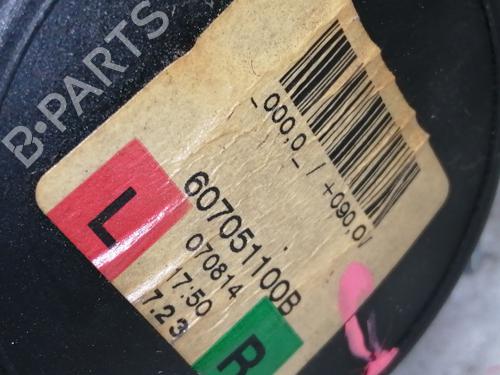 B-PARTS
_000,0_ / +090,0/
607051100B
L
070814
17:50
7.23
R